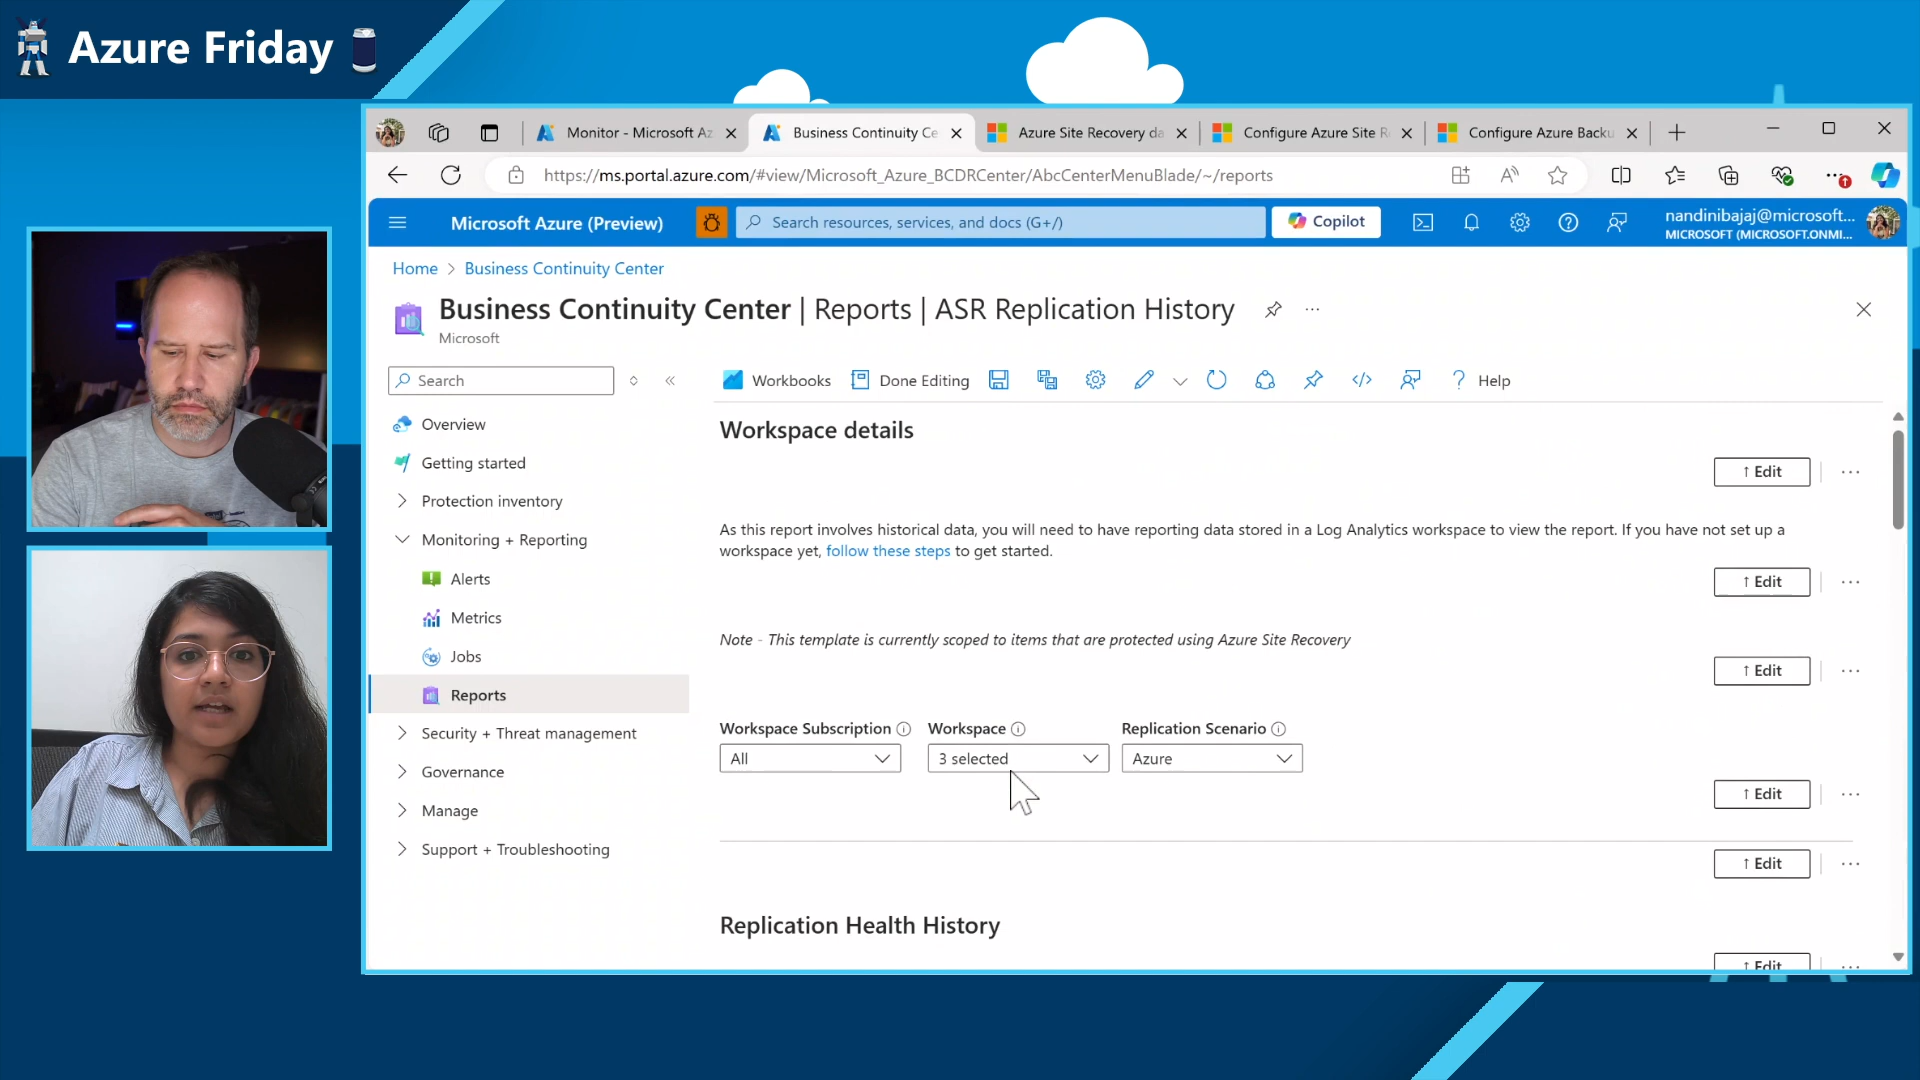 Azure Friday
Monitor - Microsoft Az
Business Continuity Ce
Azure Site Recovery da
Configure Azure Site R
Configure Azure Backu
https://ms.portal.azure.com/#view/Microsoft_Azure_BCDRCenter/AbcCenterMenuBlade/~/reports
Microsoft Azure (Preview)
Search resources, services, and docs (G+/)
Copilot
nandinibajaj@microsoft...
MICROSOFT (MICROSOFT.ONMI...
Home > Business Continuity Center
Business Continuity Center | Reports | ASR Replication History
Microsoft
Search
Workbooks
Done Editing
Help
Overview
Getting started
Protection inventory
Monitoring + Reporting
Alerts
Metrics
Jobs
Reports
Security + Threat management
Governance
Manage
Support + Troubleshooting
Workspace details
↑ Edit
As this report involves historical data, you will need to have reporting data stored in a Log Analytics workspace to view the report. If you have not set up a
workspace yet, follow these steps to get started.
↑ Edit
Note - This template is currently scoped to items that are protected using Azure Site Recovery
↑ Edit
Workspace Subscription
Workspace
Replication Scenario
All
3 selected
Azure
↑ Edit
↑ Edit
Replication Health History
↑ Edit